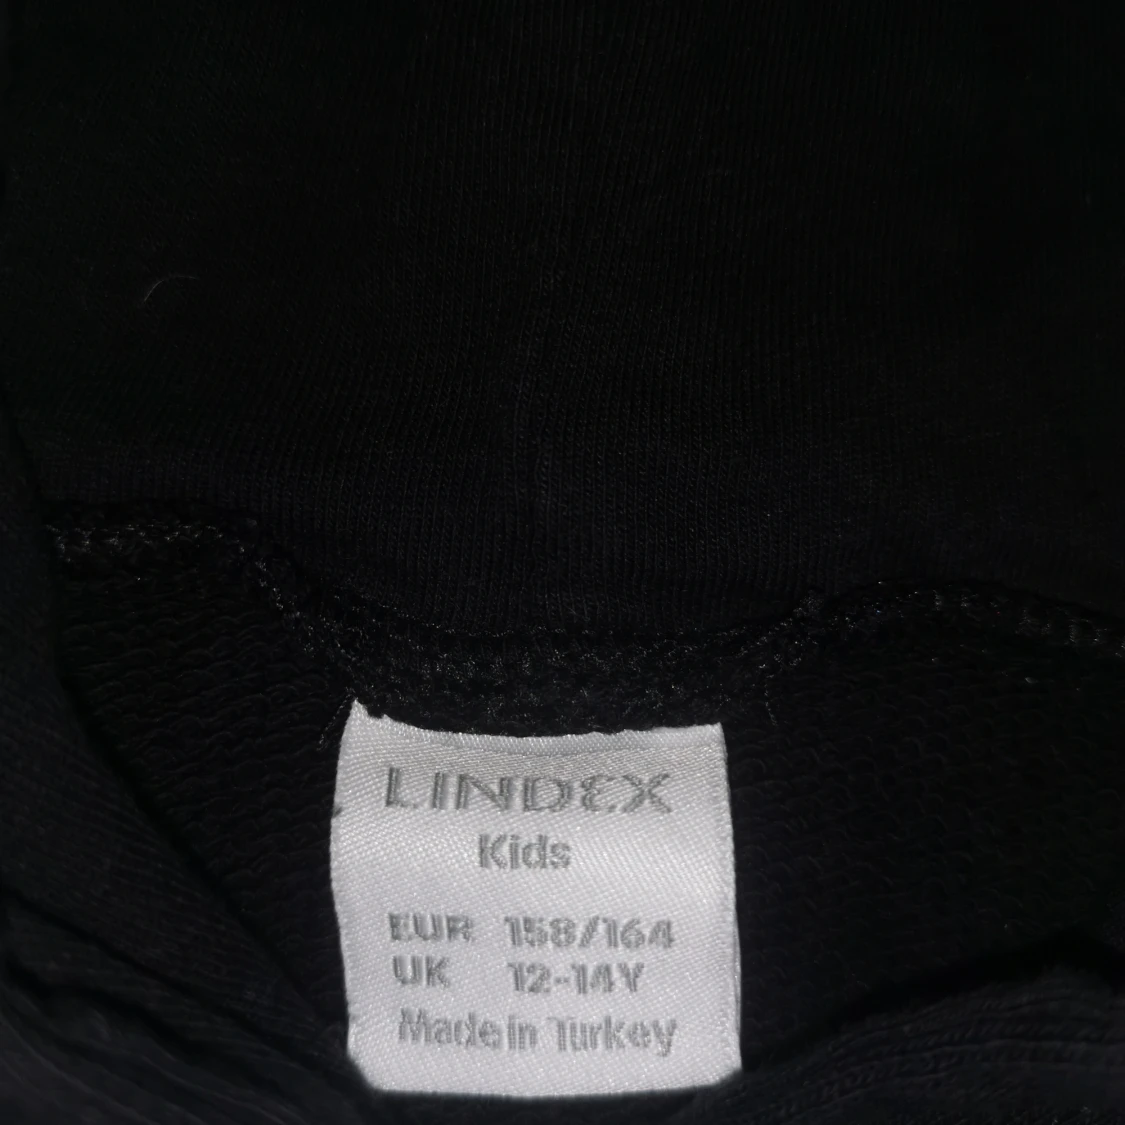 LINDEX
Kids
EUR 158/164
UK 12-14Y
Made in Turkey